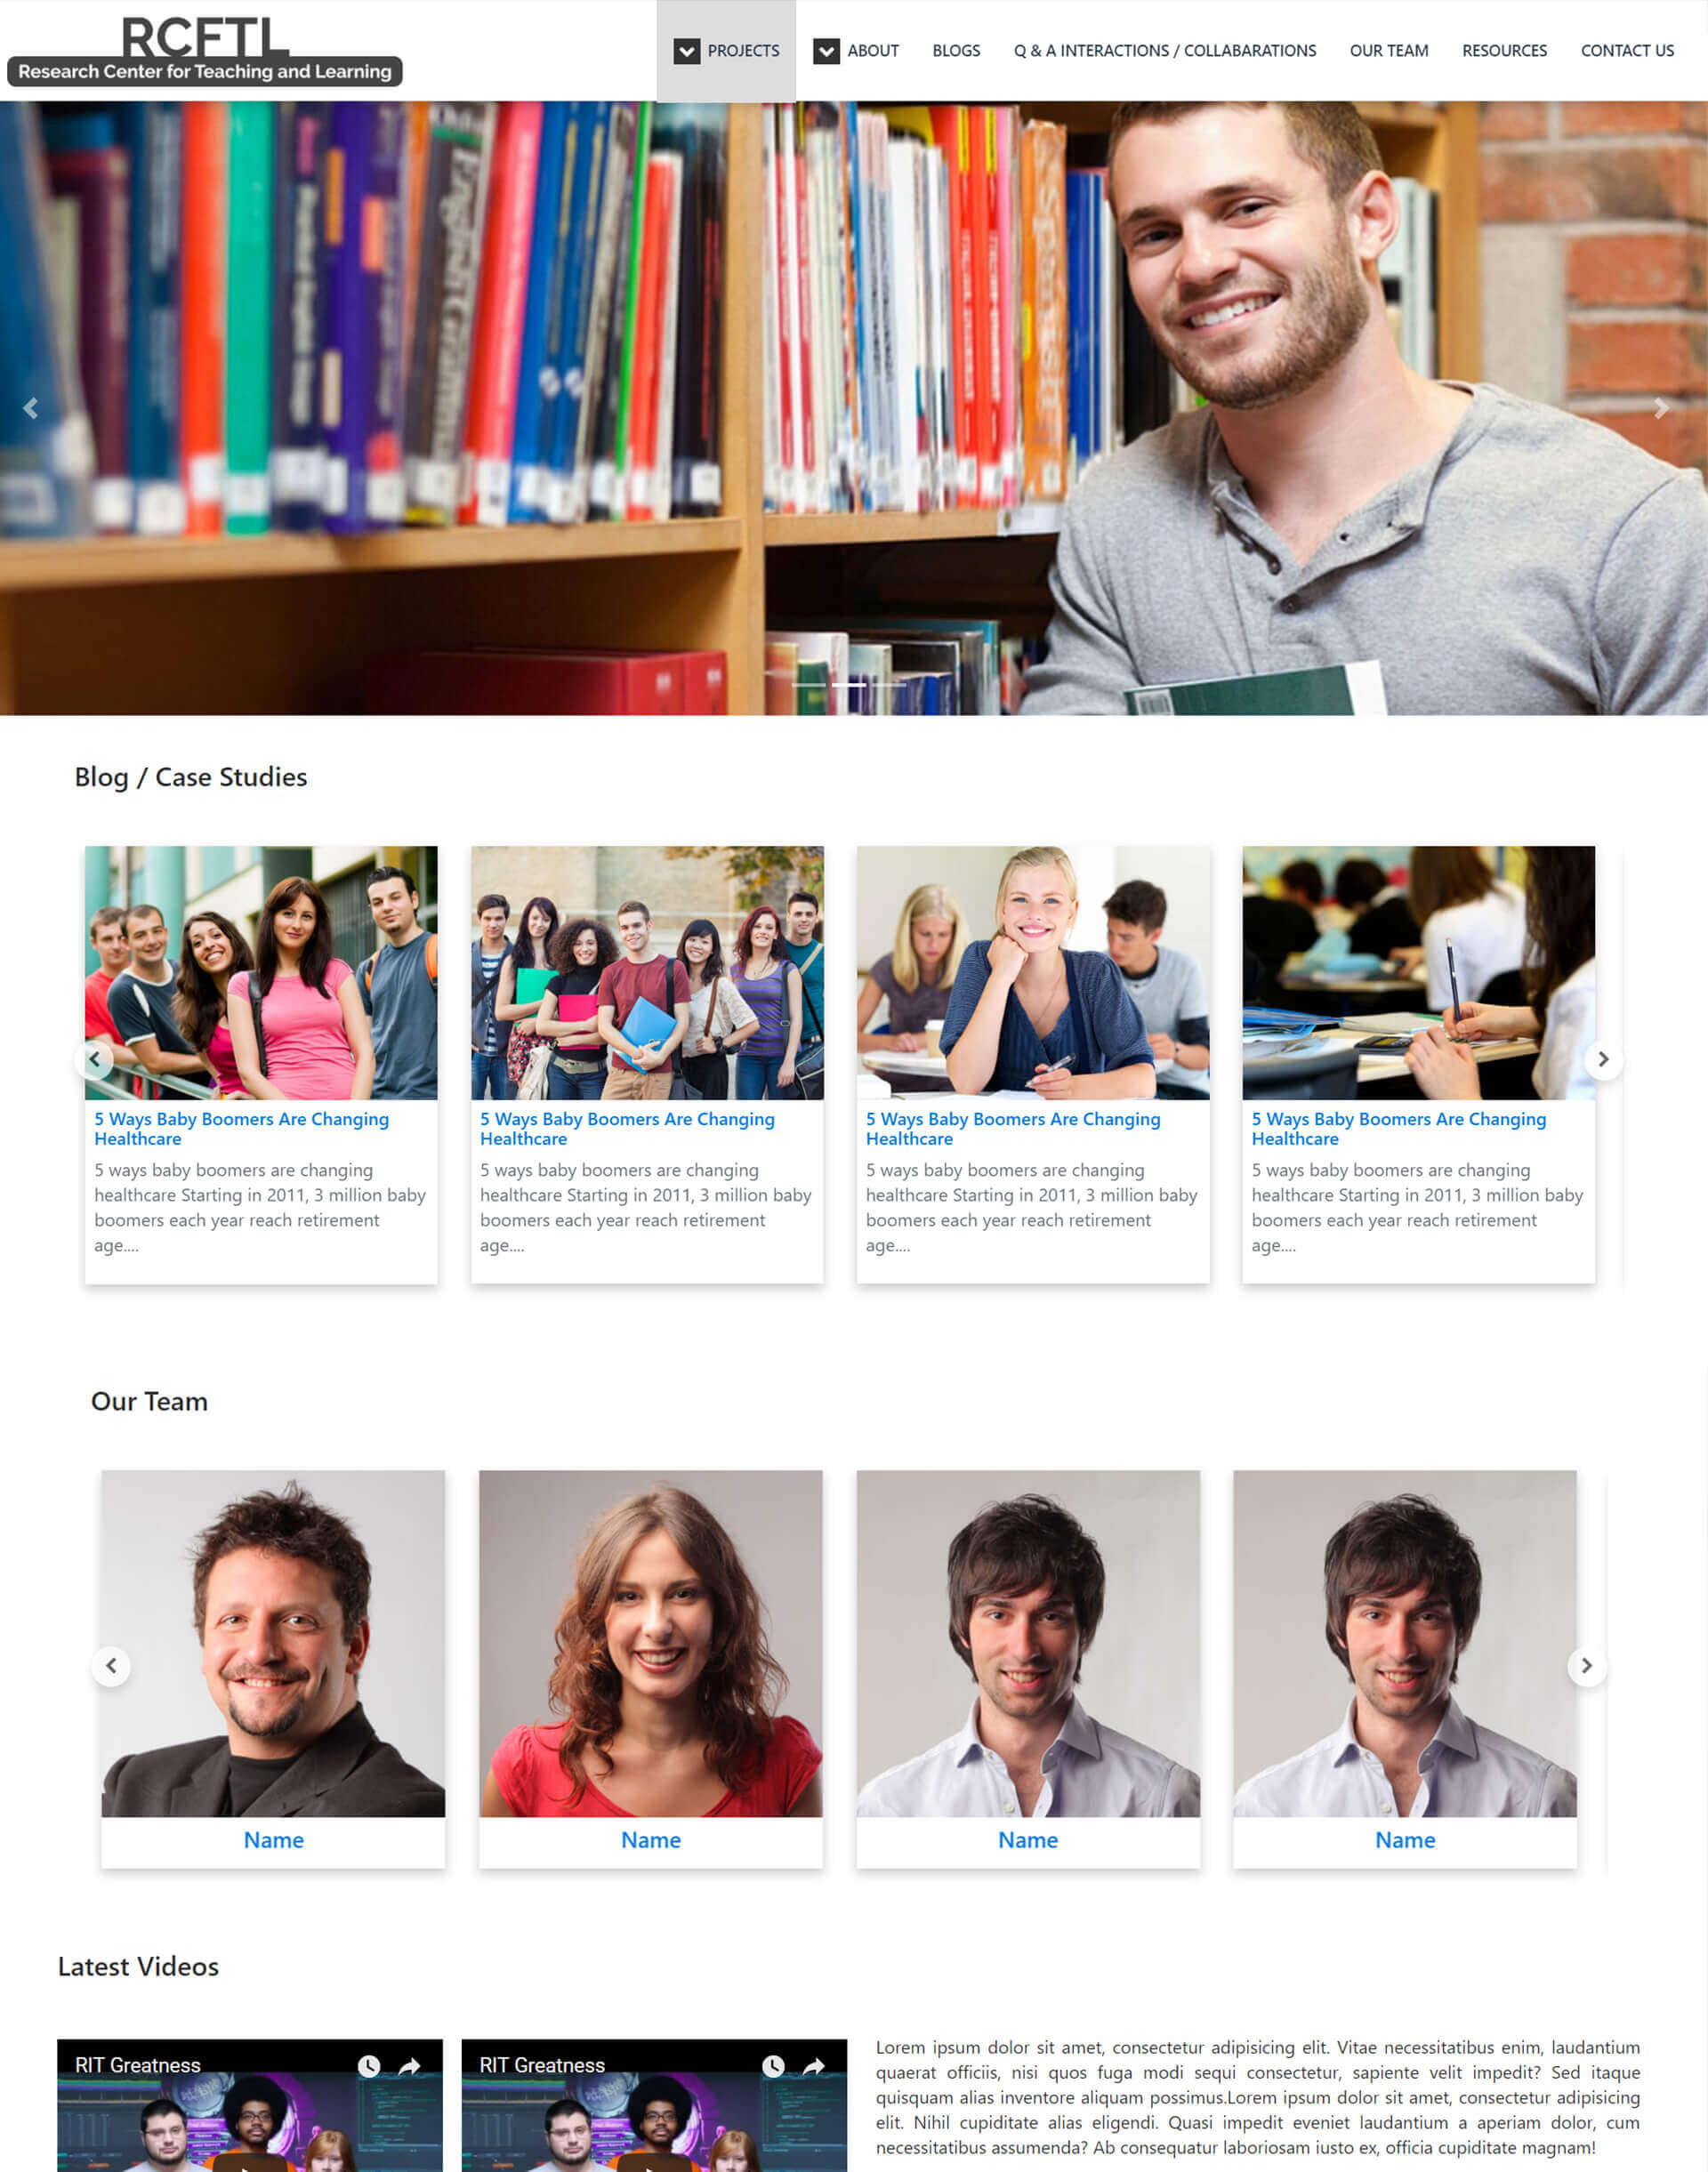 RCFTL
Research Center for Teaching and Learning
PROJECTS
ABOUT
BLOGS
Q & A INTERACTIONS / COLLABARATIONS
OUR TEAM
RESOURCES
CONTACT US
Blog / Case Studies
5 Ways Baby Boomers Are Changing
Healthcare
5 ways baby boomers are changing
healthcare Starting in 2011, 3 million baby
boomers each year reach retirement
age....
5 Ways Baby Boomers Are Changing
Healthcare
5 ways baby boomers are changing
healthcare Starting in 2011, 3 million baby
boomers each year reach retirement
age....
5 Ways Baby Boomers Are Changing
Healthcare
5 ways baby boomers are changing
healthcare Starting in 2011, 3 million baby
boomers each year reach retirement
age....
5 Ways Baby Boomers Are Changing
Healthcare
5 ways baby boomers are changing
healthcare Starting in 2011, 3 million baby
boomers each year reach retirement
age....
Our Team
Name
Name
Name
Name
Latest Videos
RIT Greatness
RIT Greatness
Lorem ipsum dolor sit amet, consectetur adipisicing elit. Vitae necessitatibus enim, laudantium
quaerat officiis, nisi quos fuga modi sequi consectetur, sapiente velit impedit? Sed itaque
quisquam alias inventore aliquam possimus.Lorem ipsum dolor sit amet, consectetur adipisicing
elit. Nihil cupiditate alias eligendi. Quasi impedit eveniet laudantium a aperiam dolor, cum
necessitatibus assumenda? Ab consequatur laboriosam iusto ex, officia cupiditate magnam!